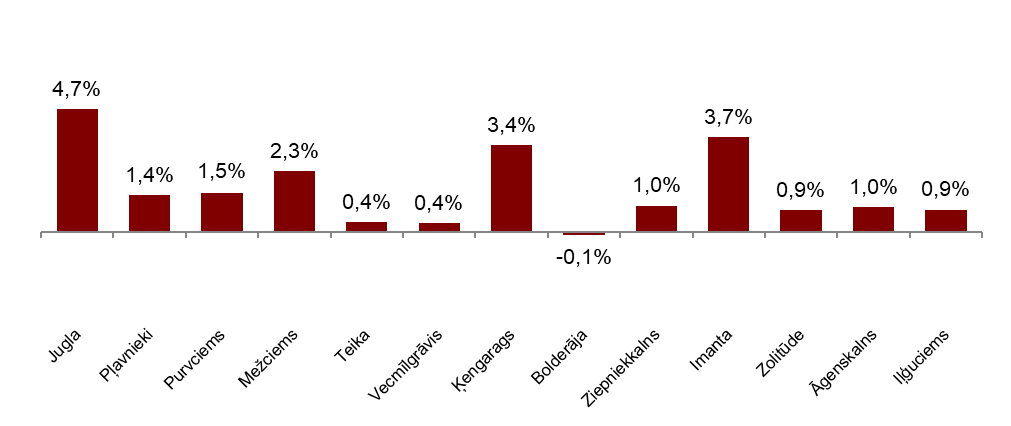 4,7%
1,4%
1,5%
2,3%
0,4%
0,4%
3,4%
-0,1%
1,0%
3,7%
0,9%
1,0%
0,9%
Jugla
Pļavnieki
Purvciems
Mežciems
Teika
Vecmīlgrāvis
Ķengarags
Bolderāja
Ziepniekkalns
Imanta
Zolitūde
Āgenskalns
Iļģuciems